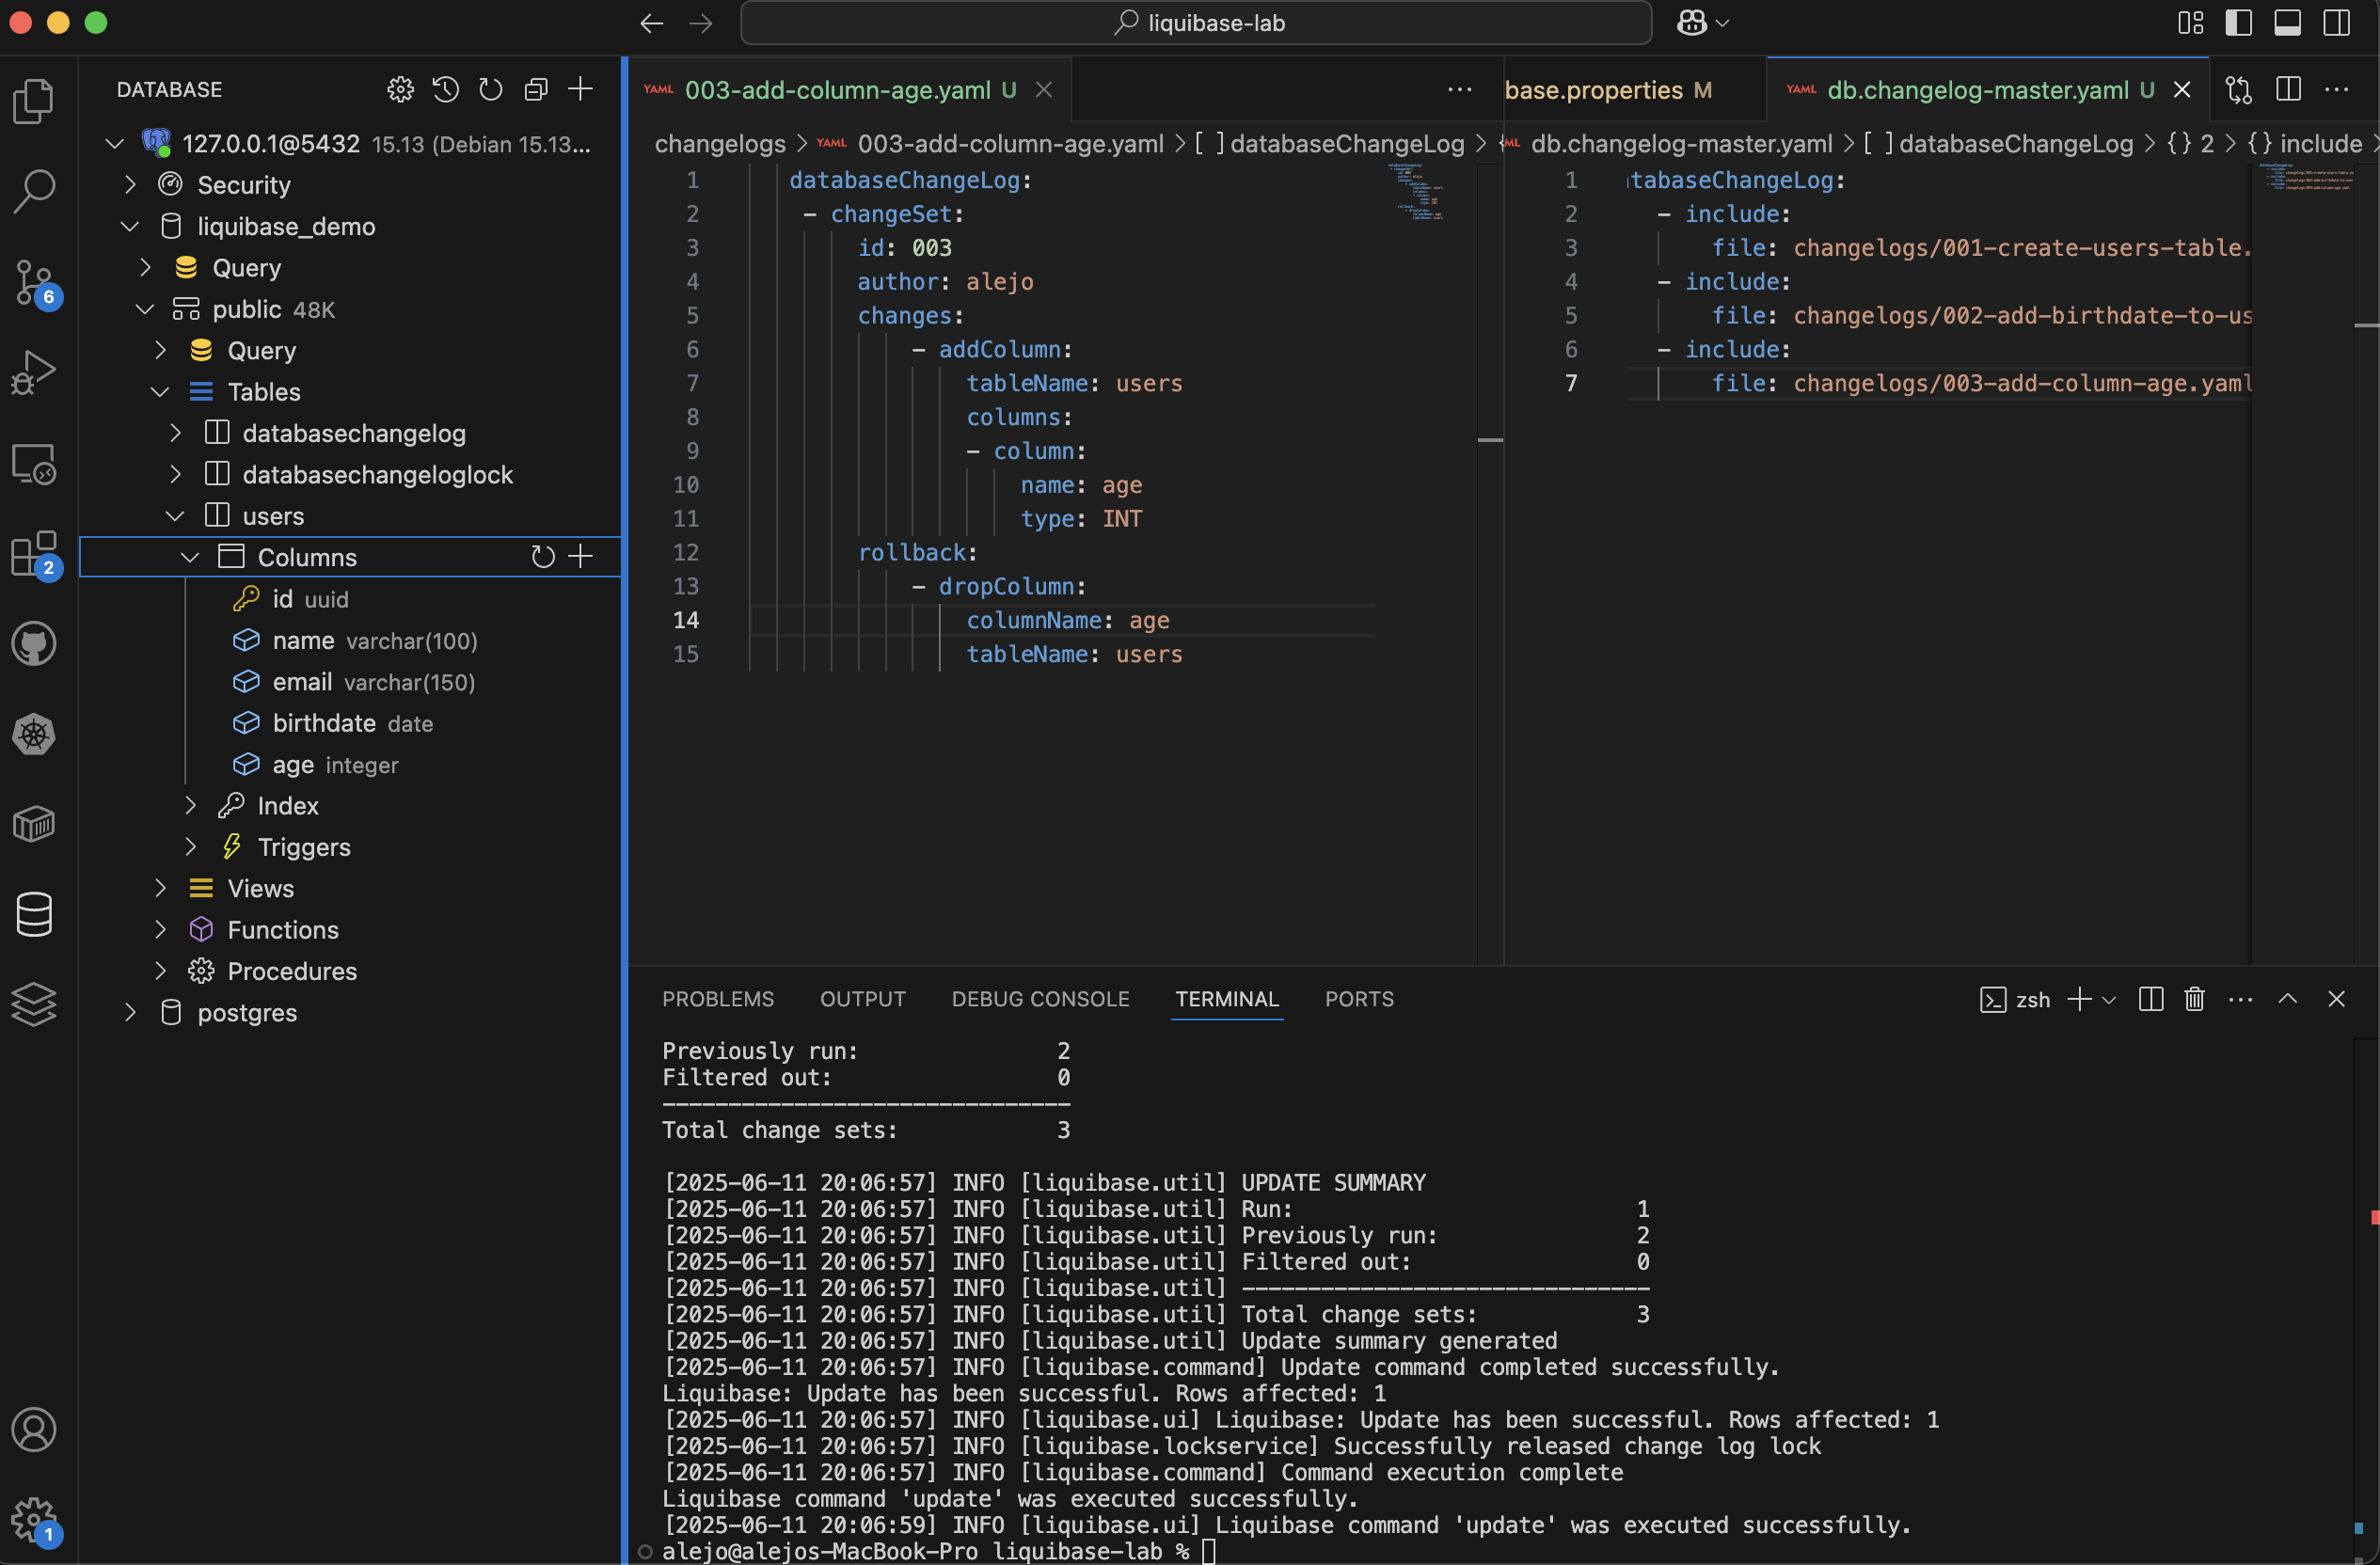 liquibase-lab
DATABASE
127.0.0.1@5432 15.13 (Debian 15.13...
Security
liquibase_demo
Query
public 48K
Query
Tables
databasechangelog
databasechangeloglock
users
Columns
id uuid
name varchar(100)
email varchar(150)
birthdate date
age integer
Index
Triggers
Views
Functions
Procedures
postgres
6
2
1
YAML 003-add-column-age.yaml U
changelogs > YAML 003-add-column-age.yaml > [ ] databaseChangeLog > {
1 databaseChangeLog:
2 - changeSet:
3 id: 003
4 author: alejo
5 changes:
6 - addColumn:
7 tableName: users
8 columns:
9 - column:
10 name: age
11 type: INT
12 rollback:
13 - dropColumn:
14 columnName: age
15 tableName: users
base.properties M
YAML db.changelog-master.yaml U
ML db.changelog-master.yaml > [ ] databaseChangeLog > {} 2 > {} include >
1 tabaseChangeLog:
2 - include:
3 file: changelogs/001-create-users-table.
4 - include:
5 file: changelogs/002-add-birthdate-to-us
6 - include:
7 file: changelogs/003-add-column-age.yaml
PROBLEMS OUTPUT DEBUG CONSOLE TERMINAL PORTS
zsh
Previously run: 2
Filtered out: 0
-------------------------------
Total change sets: 3
[2025-06-11 20:06:57] INFO [liquibase.util] UPDATE SUMMARY
[2025-06-11 20:06:57] INFO [liquibase.util] Run: 1
[2025-06-11 20:06:57] INFO [liquibase.util] Previously run: 2
[2025-06-11 20:06:57] INFO [liquibase.util] Filtered out: 0
[2025-06-11 20:06:57] INFO [liquibase.util] -------------------------------
[2025-06-11 20:06:57] INFO [liquibase.util] Total change sets: 3
[2025-06-11 20:06:57] INFO [liquibase.util] Update summary generated
[2025-06-11 20:06:57] INFO [liquibase.command] Update command completed successfully.
Liquibase: Update has been successful. Rows affected: 1
[2025-06-11 20:06:57] INFO [liquibase.ui] Liquibase: Update has been successful. Rows affected: 1
[2025-06-11 20:06:57] INFO [liquibase.lockservice] Successfully released change log lock
[2025-06-11 20:06:57] INFO [liquibase.command] Command execution complete
Liquibase command 'update' was executed successfully.
[2025-06-11 20:06:59] INFO [liquibase.ui] Liquibase command 'update' was executed successfully.
alejo@alejos-MacBook-Pro liquibase-lab %